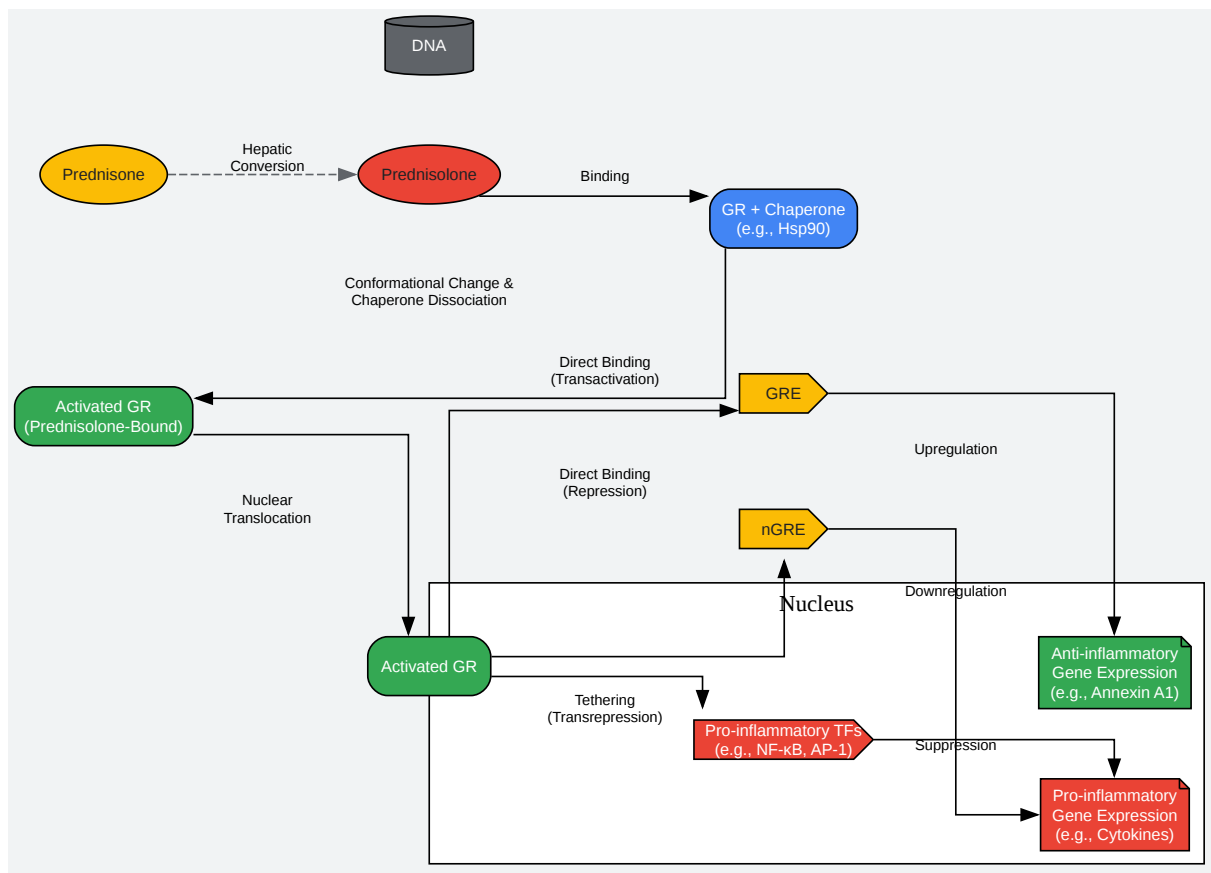 DNA
Hepatic
Conversion
Prednisone
Prednisolone
Binding
GR + Chaperone
(e.g., Hsp90)
Conformational Change &
Chaperone Dissociation
Direct Binding
(Transactivation)
GRE
Activated GR
(Prednisolone-Bound)
Upregulation
Direct Binding
(Repression)
Nuclear
Translocation
nGRE
Downregulation
Nucleus
Activated GR
Anti-inflammatory
Gene Expression
(e.g., Annexin A1)
Tethering
(Transrepression)
Pro-inflammatory TFs
(e.g., NF-κB, AP-1)
Suppression
Pro-inflammatory
Gene Expression
(e.g., Cytokines)